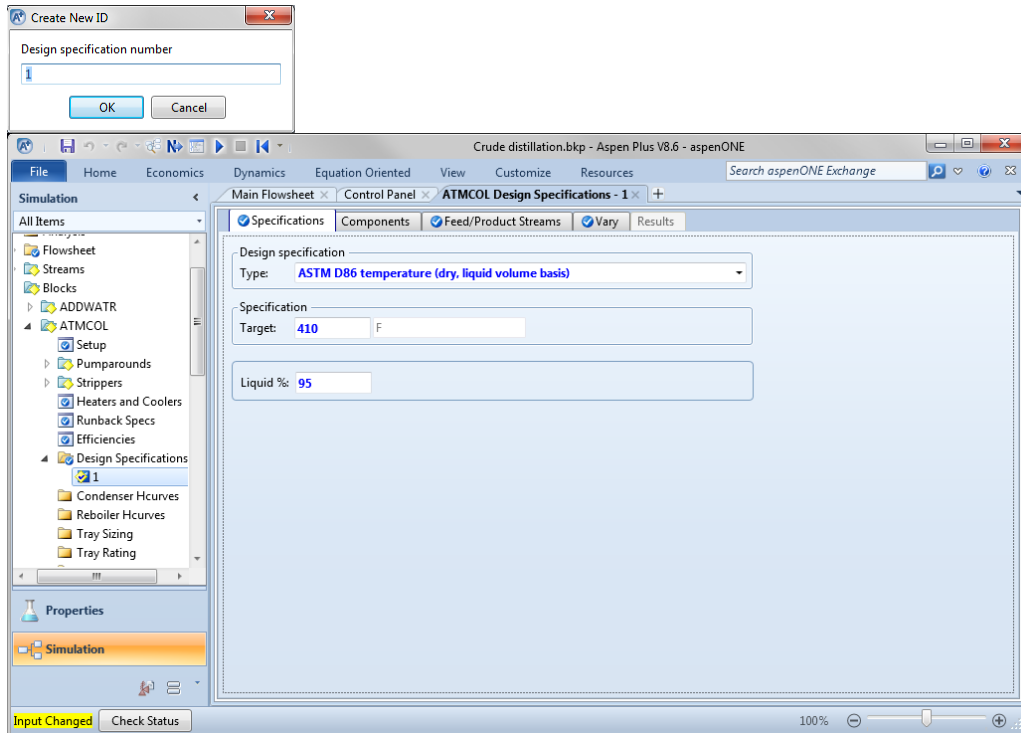 Create New ID
Design specification number
1
OK Cancel
Crude distillation.bkp - Aspen Plus V8.6 - aspenONE
File Home Economics Dynamics Equation Oriented View Customize Resources Search aspenONE Exchange
Simulation
Main Flowsheet Control Panel ATMCOL Design Specifications - 1 +
All Items
Specifications Components Feed/Product Streams Vary Results
Flowsheet
Streams
Blocks
ADDWATR
ATMCOL
Setup
Pumparounds
Strippers
Heaters and Coolers
Runback Specs
Efficiencies
Design Specifications
1
Condenser Hcurves
Reboiler Hcurves
Tray Sizing
Tray Rating
Design specification
Type: ASTM D86 temperature (dry, liquid volume basis)
Specification
Target: 410 F
Liquid %: 95
Properties
Simulation
Input Changed Check Status 100%